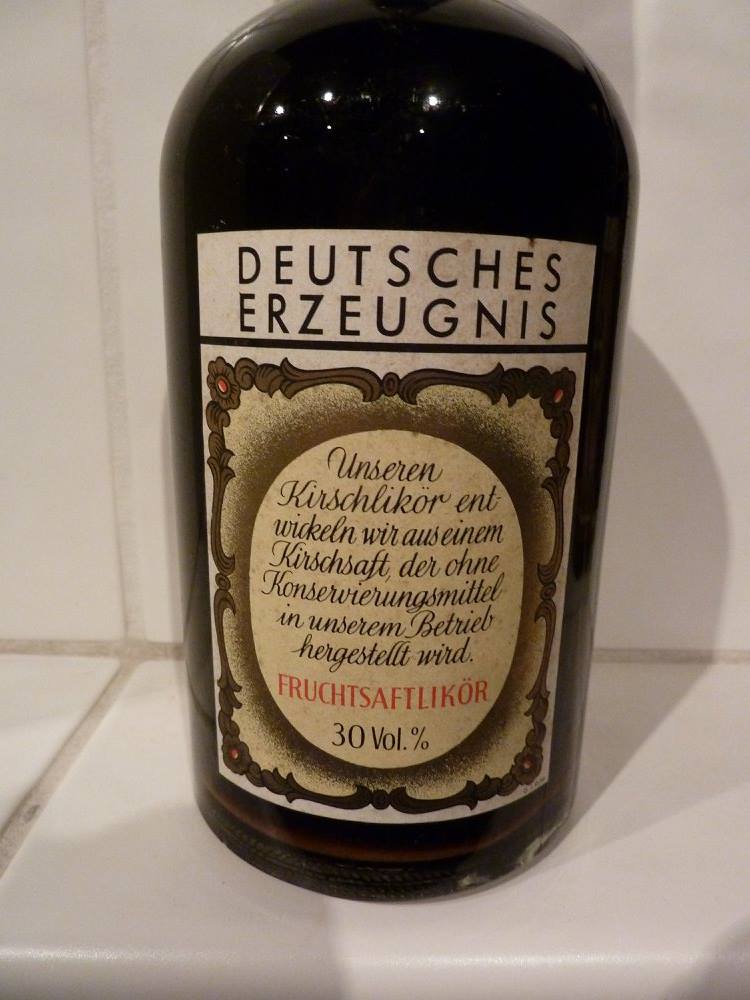 DEUTSCHES
ERZEUGNIS
Unseren
Kirschlikör ent-
wickeln wir aus einem
Kirschsaft, der ohne
Konservierungsmittel
in unserem Betrieb
hergestellt wird.
FRUCHTSAFTLIKÖR
30 Vol. %